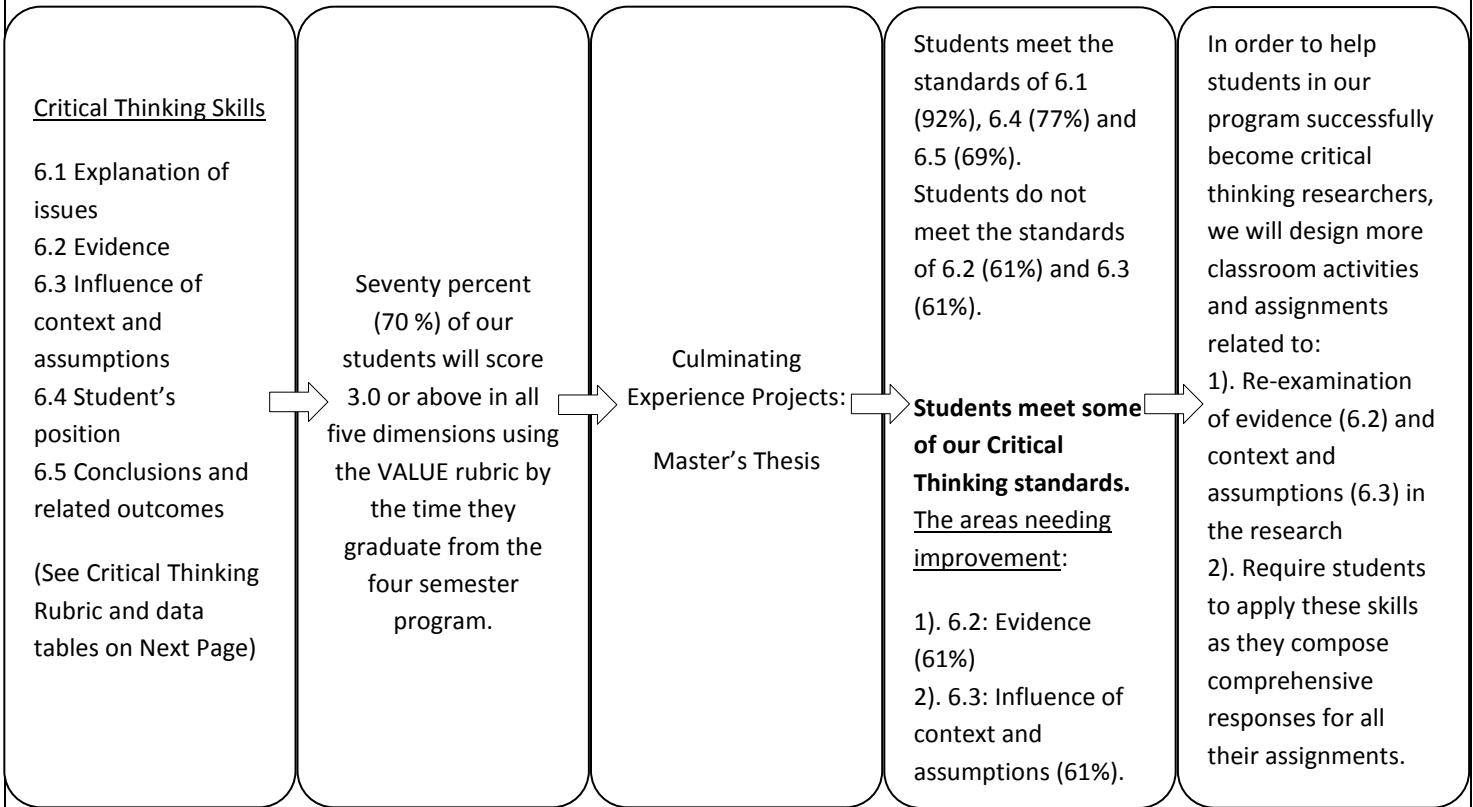 Critical Thinking Skills
6.1 Explanation of
issues
6.2 Evidence
6.3 Influence of
context and
assumptions
6.4 Student's
position
6.5 Conclusions and
related outcomes
(See Critical Thinking
Rubric and data
tables on Next Page)
Seventy percent
(70 %) of our
students will score
3.0 or above in all
five dimensions using
the VALUE rubric by
the time they
graduate from the
four semester
program.
Culminating
Experience Projects:
Master's Thesis
Students meet the
standards of 6.1
(92%), 6.4 (77%) and
6.5 (69%).
Students do not
meet the standards
of 6.2 (61%) and 6.3
(61%).
Students meet some
of our Critical
Thinking standards.
The areas needing
improvement:
1). 6.2: Evidence
(61%)
2). 6.3: Influence of
context and
assumptions (61%).
In order to help
students in our
program successfully
become critical
thinking researchers,
we will design more
classroom activities
and assignments
related to:
1). Re-examination
of evidence (6.2) and
context and
assumptions (6.3) in
the research
2). Require students
to apply these skills
as they compose
comprehensive
responses for all
their assignments.